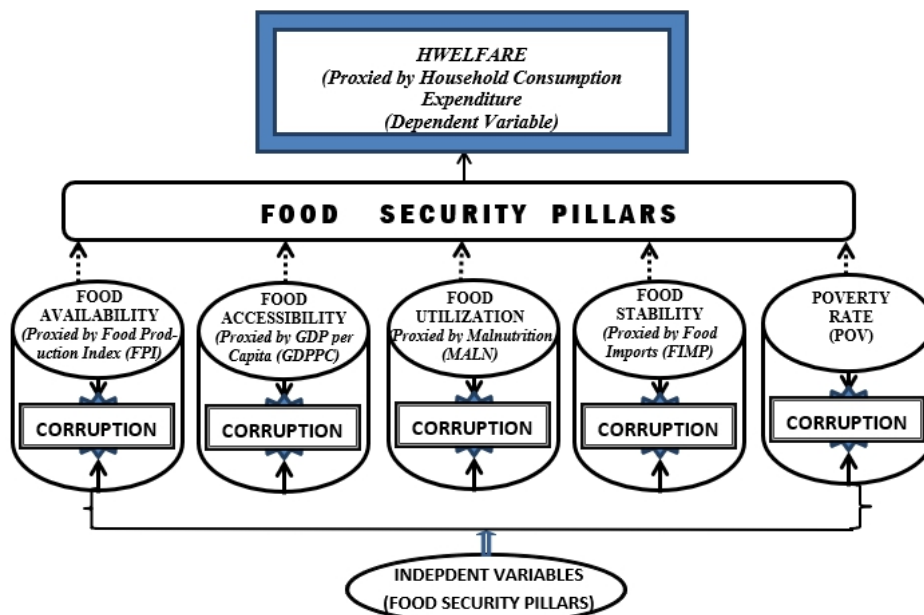 HWELFARE
(Proxied by Household Consumption
Expenditure
(Dependent Variable)
FOOD SECURITY PILLARS
FOOD
AVAILABILITY
(Proxied by Food Prod-
uction Index (FPI)
FOOD
ACCESSIBILITY
(Proxied by GDP per
Capita (GDPPC)
FOOD
UTILIZATION
(Proxied by Malnutrition
(MALN)
FOOD
STABILITY
(Proxied by Food
Imports (FIMP)
POVERTY
RATE
(POV)
CORRUPTION
CORRUPTION
CORRUPTION
CORRUPTION
CORRUPTION
INDEPDENT VARIABLES
(FOOD SECURITY PILLARS)